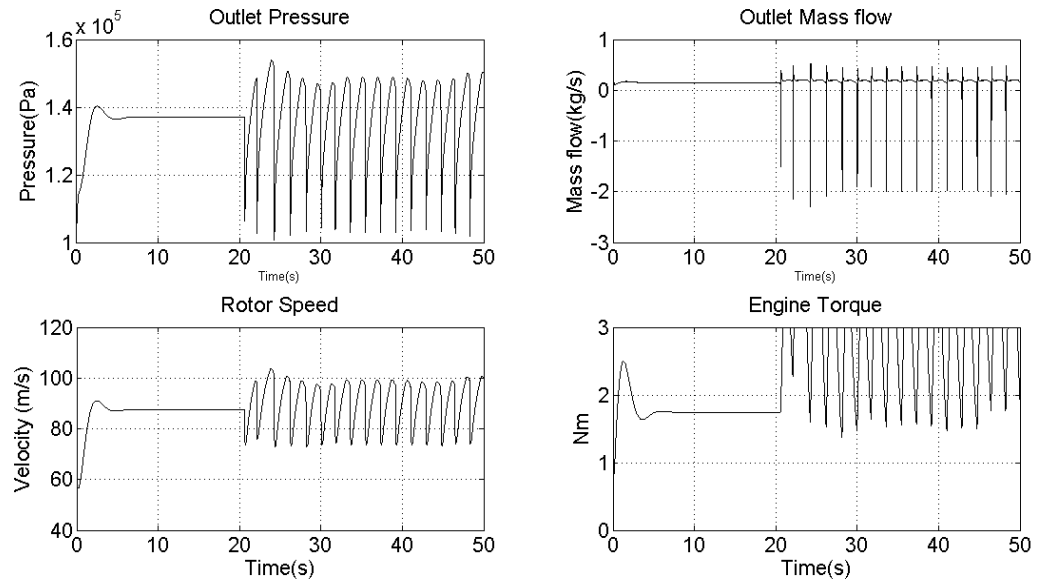 Outlet Pressure
x 10^5
1.6
1.4
1.2
1
Pressure(Pa)
0 10 20 30 40 50
Time(s)
Outlet Mass flow
1
0
-1
-2
-3
Mass flow(kg/s)
0 10 20 30 40 50
Time(s)
Rotor Speed
120
100
80
60
40
Velocity (m/s)
0 10 20 30 40 50
Time(s)
Engine Torque
3
2
1
0
Nm
0 10 20 30 40 50
Time(s)